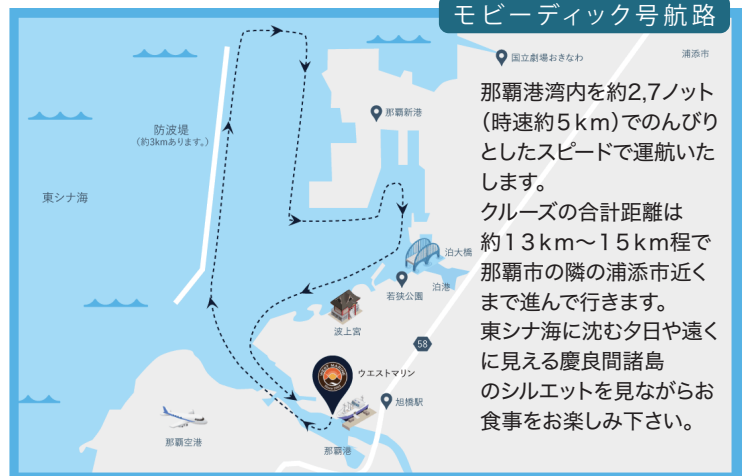 モビーディック号航路
国立劇場おきなわ
浦添市
那覇港湾内を約2,7ノット
（時速約5km）でのんびり
としたスピードで運航いた
します。
クルーズの合計距離は
約13km〜15km程で
那覇市の隣の浦添市近く
まで進んで行きます。
東シナ海に沈む夕日や遠く
に見える慶良間諸島
のシルエットを見ながらお
食事をお楽しみ下さい。
那覇新港
防波堤
（約3kmあります。）
東シナ海
泊大橋
泊港
若狭公園
波上宮
58
ウエストマリン
WEST MARINE
旭橋駅
那覇空港
那覇港